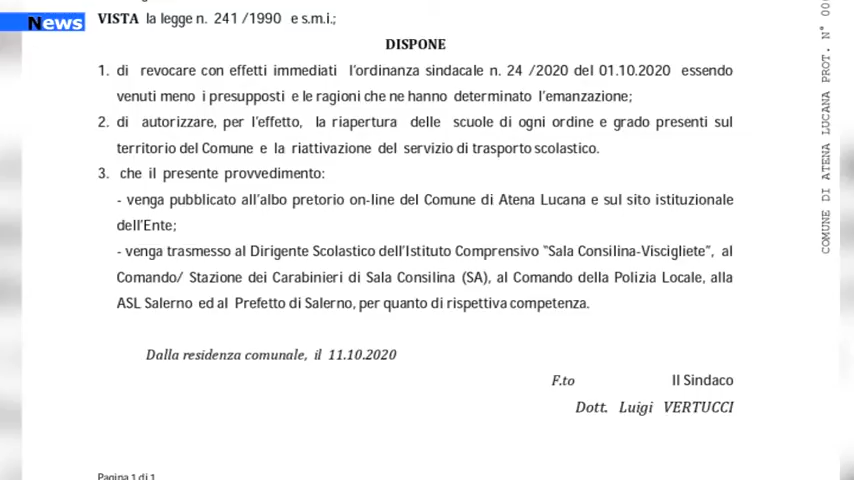 News
VISTA la legge n. 241 /1990 e s.m.i.;
DISPONE
1. di revocare con effetti immediati l'ordinanza sindacale n. 24 /2020 del 01.10.2020 essendo
venuti meno i presupposti e le ragioni che ne hanno determinato l'emanzazione;
2. di autorizzare, per l'effetto, la riapertura delle scuole di ogni ordine e grado presenti sul
territorio del Comune e la riattivazione del servizio di trasporto scolastico.
3. che il presente provvedimento:
- venga pubblicato all'albo pretorio on-line del Comune di Atena Lucana e sul sito istituzionale
dell'Ente;
- venga trasmesso al Dirigente Scolastico dell'Istituto Comprensivo "Sala Consilina-Viscigliete", al
Comando/ Stazione dei Carabinieri di Sala Consilina (SA), al Comando della Polizia Locale, alla
ASL Salerno ed al Prefetto di Salerno, per quanto di rispettiva competenza.
Dalla residenza comunale, il 11.10.2020
F.to Il Sindaco
Dott. Luigi VERTUCCI
Pagina 1 di 1
COMUNE DI ATENA LUCANA PROT. N°